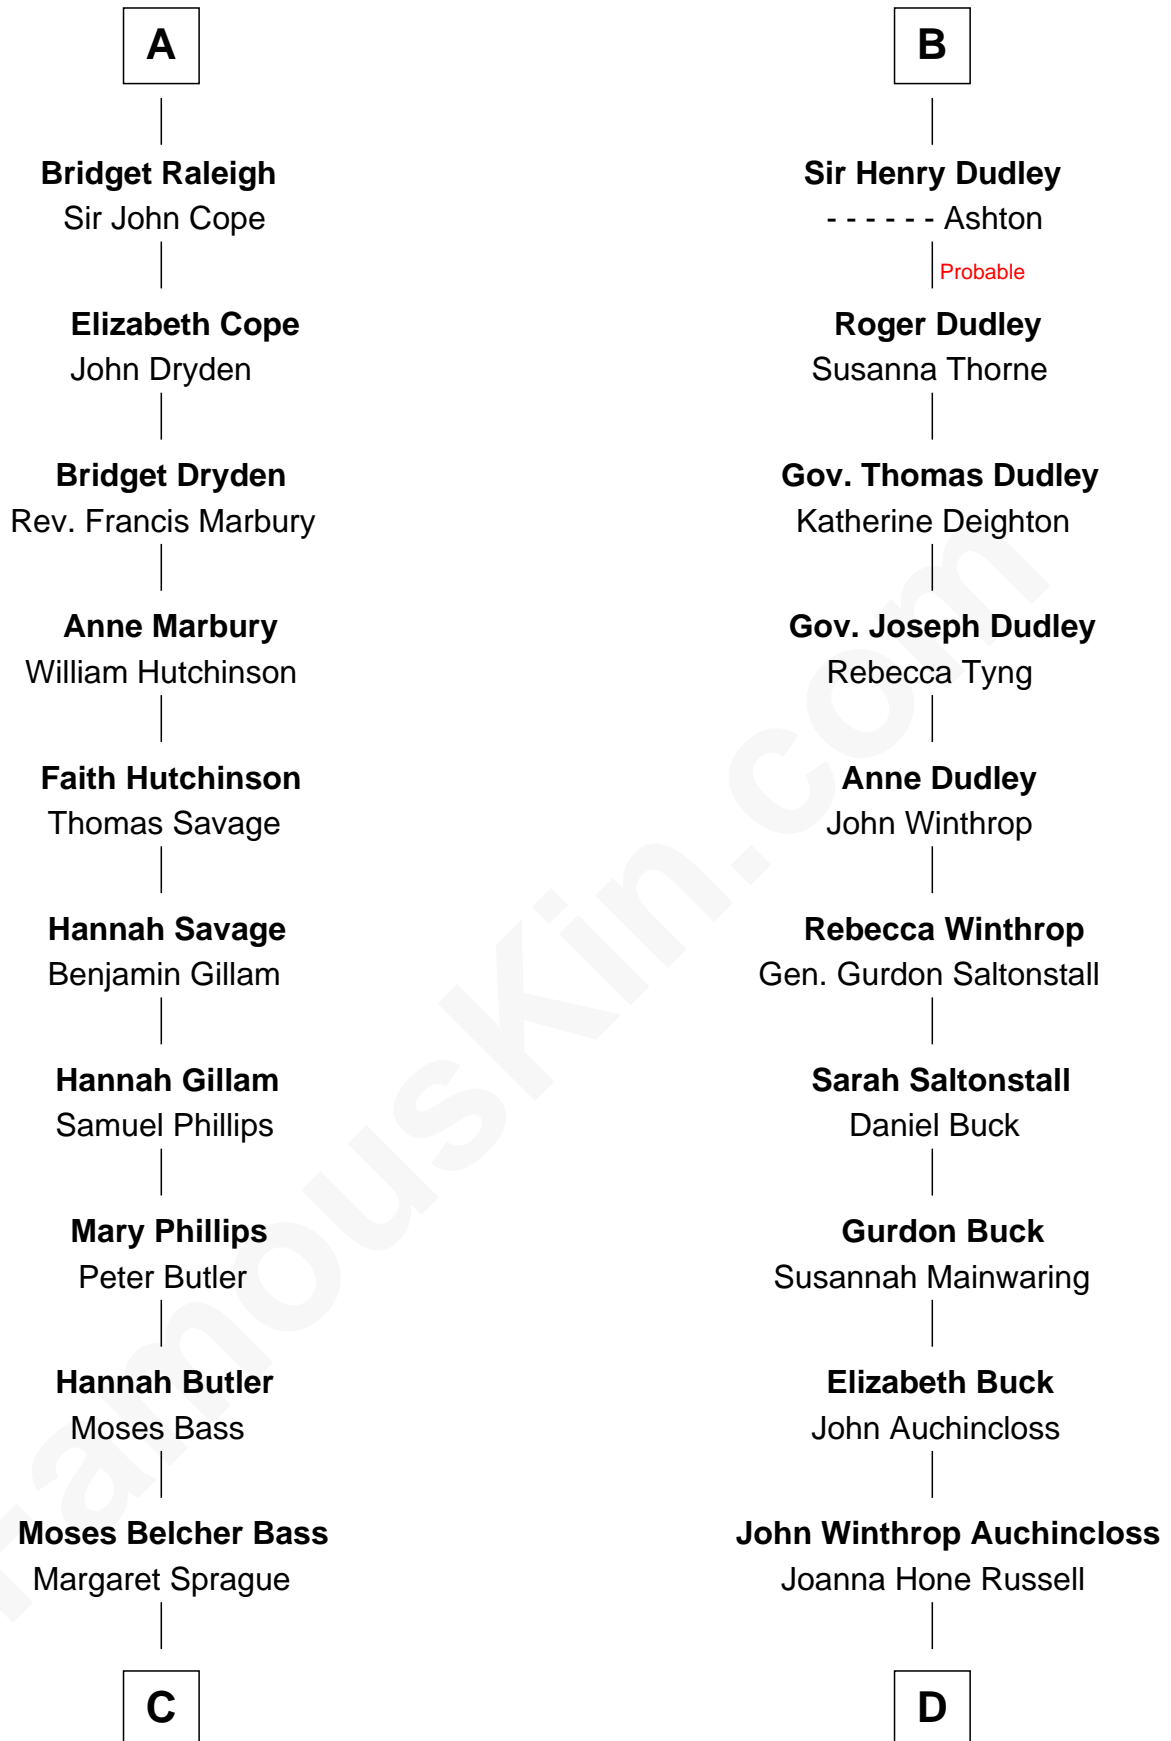 A
Bridget Raleigh
Sir John Cope
Elizabeth Cope
John Dryden
Bridget Dryden
Rev. Francis Marbury
Anne Marbury
William Hutchinson
Faith Hutchinson
Thomas Savage
Hannah Savage
Benjamin Gillam
Hannah Gillam
Samuel Phillips
Mary Phillips
Peter Butler
Hannah Butler
Moses Bass
Moses Belcher Bass
Margaret Sprague
C
B
Sir Henry Dudley
- - - - - - Ashton
Probable
Roger Dudley
Susanna Thorne
Gov. Thomas Dudley
Katherine Deighton
Gov. Joseph Dudley
Rebecca Tyng
Anne Dudley
John Winthrop
Rebecca Winthrop
Gen. Gurdon Saltonstall
Sarah Saltonstall
Daniel Buck
Gurdon Buck
Susannah Mainwaring
Elizabeth Buck
John Auchincloss
John Winthrop Auchincloss
Joanna Hone Russell
D
FamousKin.com